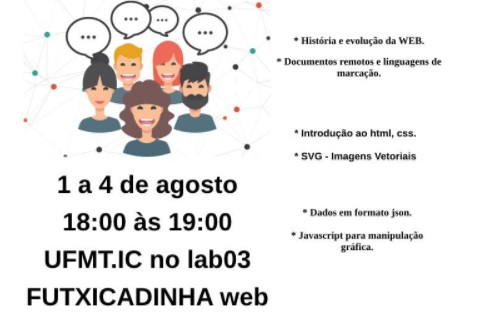 1 a 4 de agosto
18:00 às 19:00
UFMT.IC no lab03
FUTXICADINHA web
* História e evolução da WEB.
* Documentos remotos e linguagens de
marcação.
* Introdução ao html, css.
* SVG - Imagens Vetoriais
* Dados em formato json.
* Javascript para manipulação
gráfica.